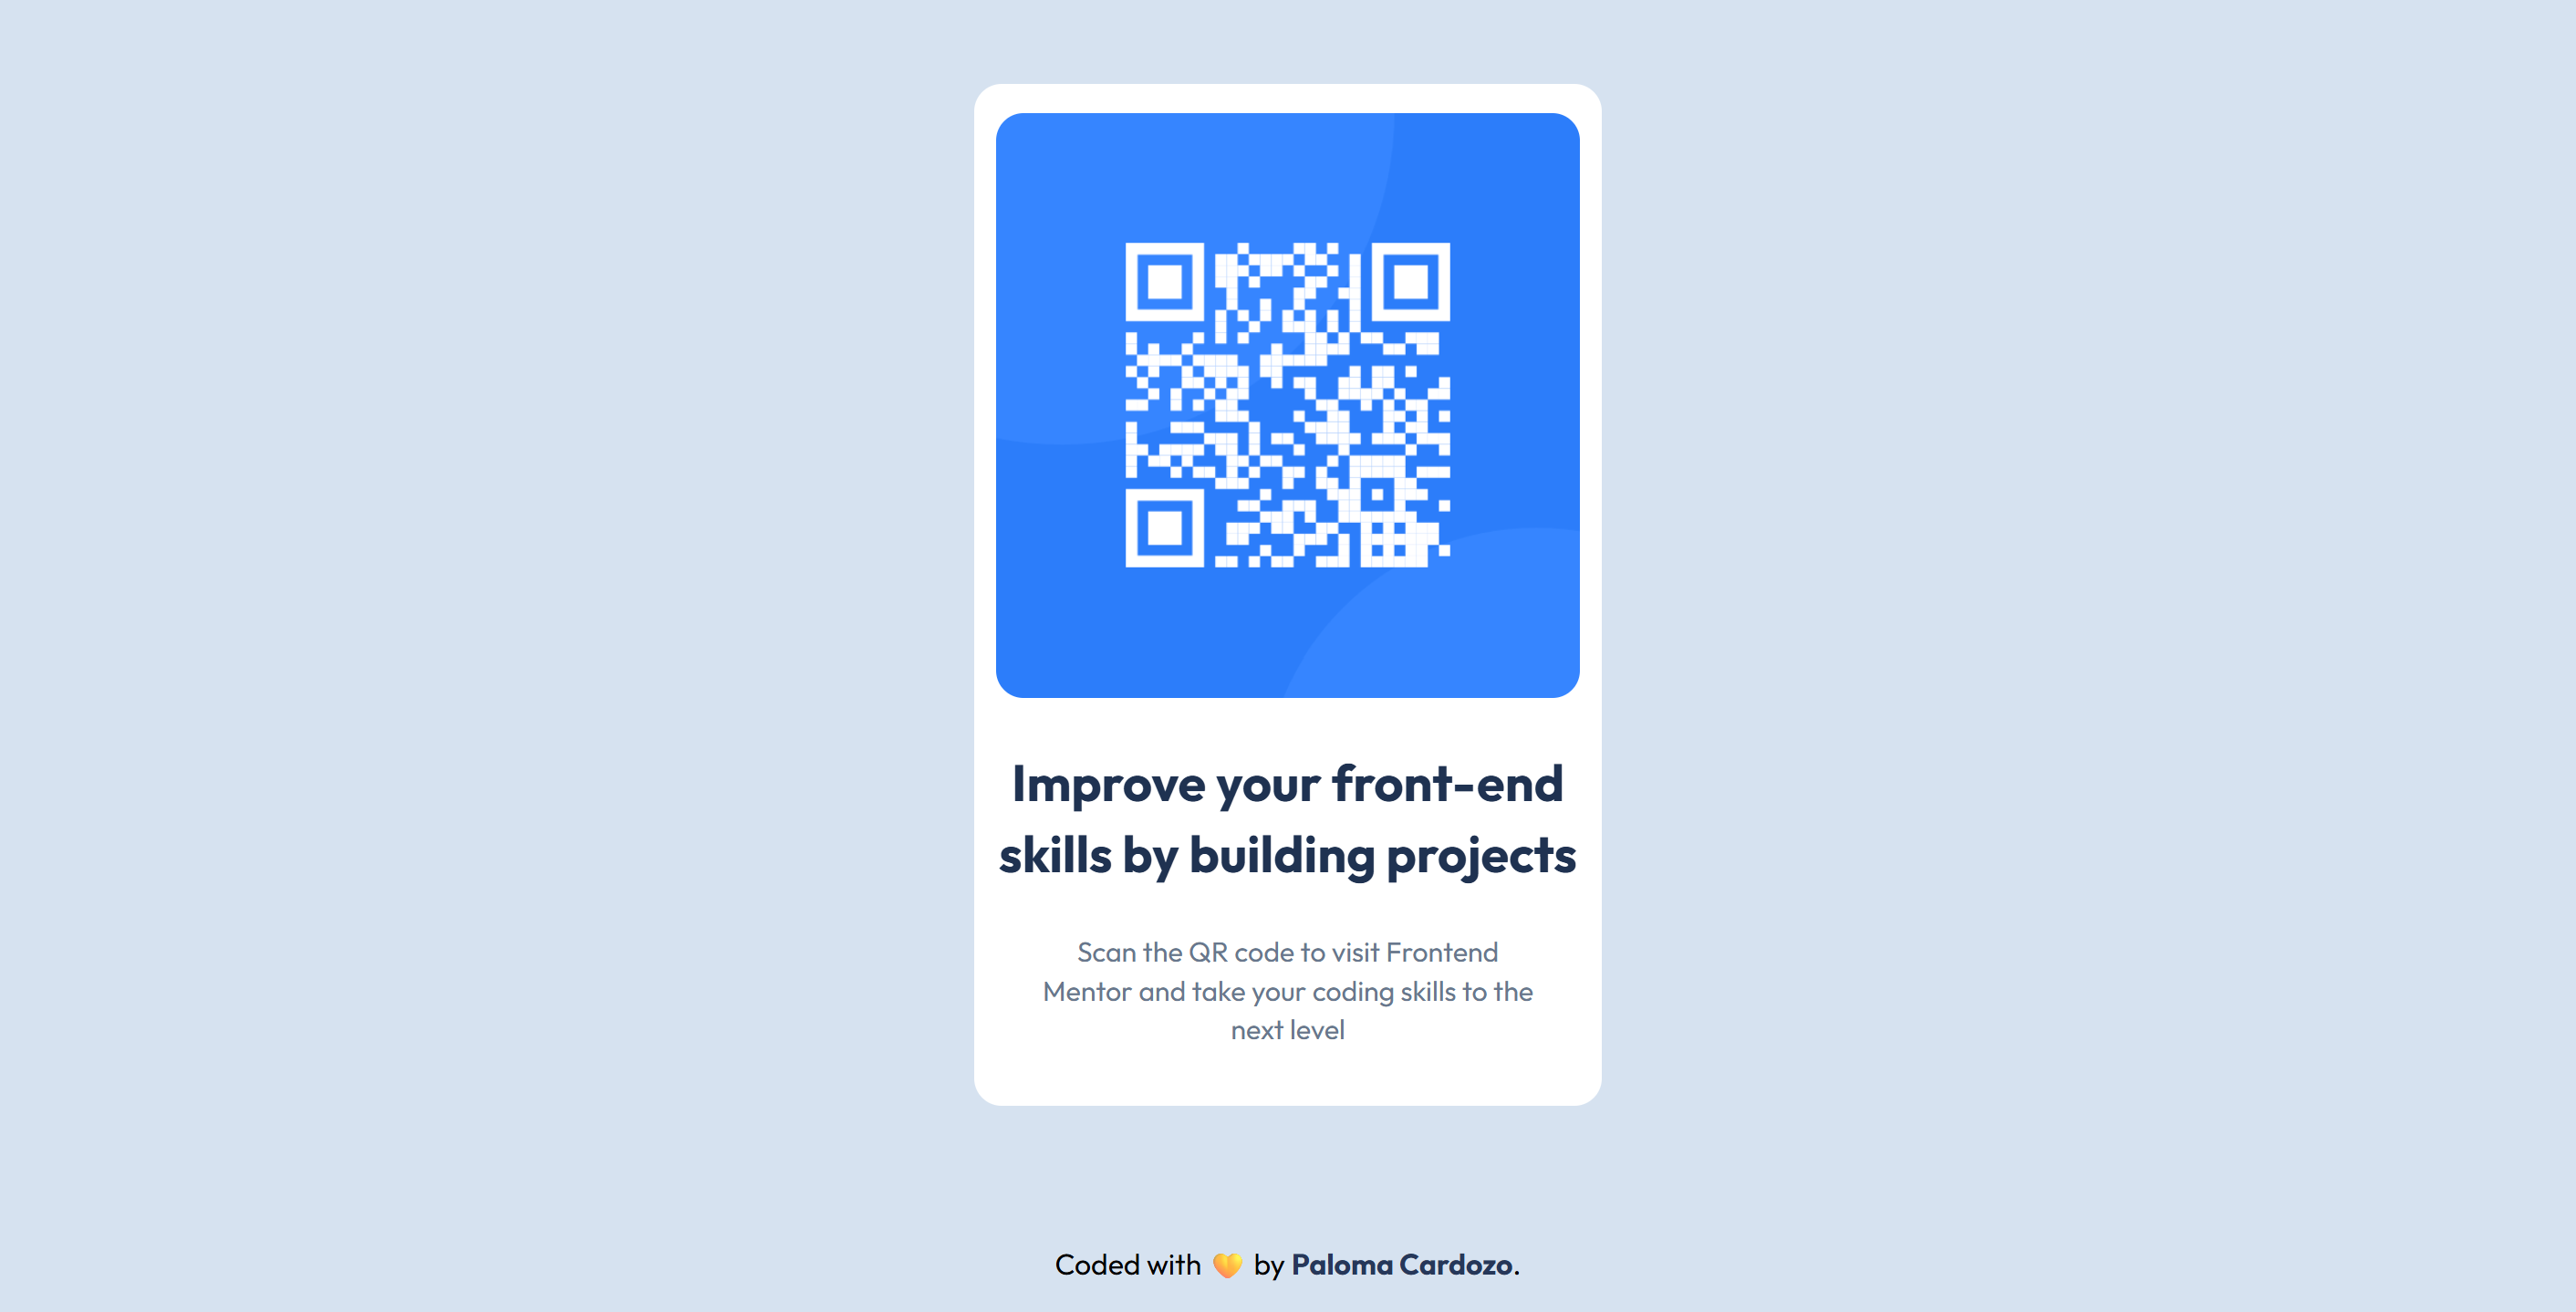 Improve your front-end
skills by building projects
Scan the QR code to visit Frontend
Mentor and take your coding skills to the
next level
Coded with 💛 by Paloma Cardozo.